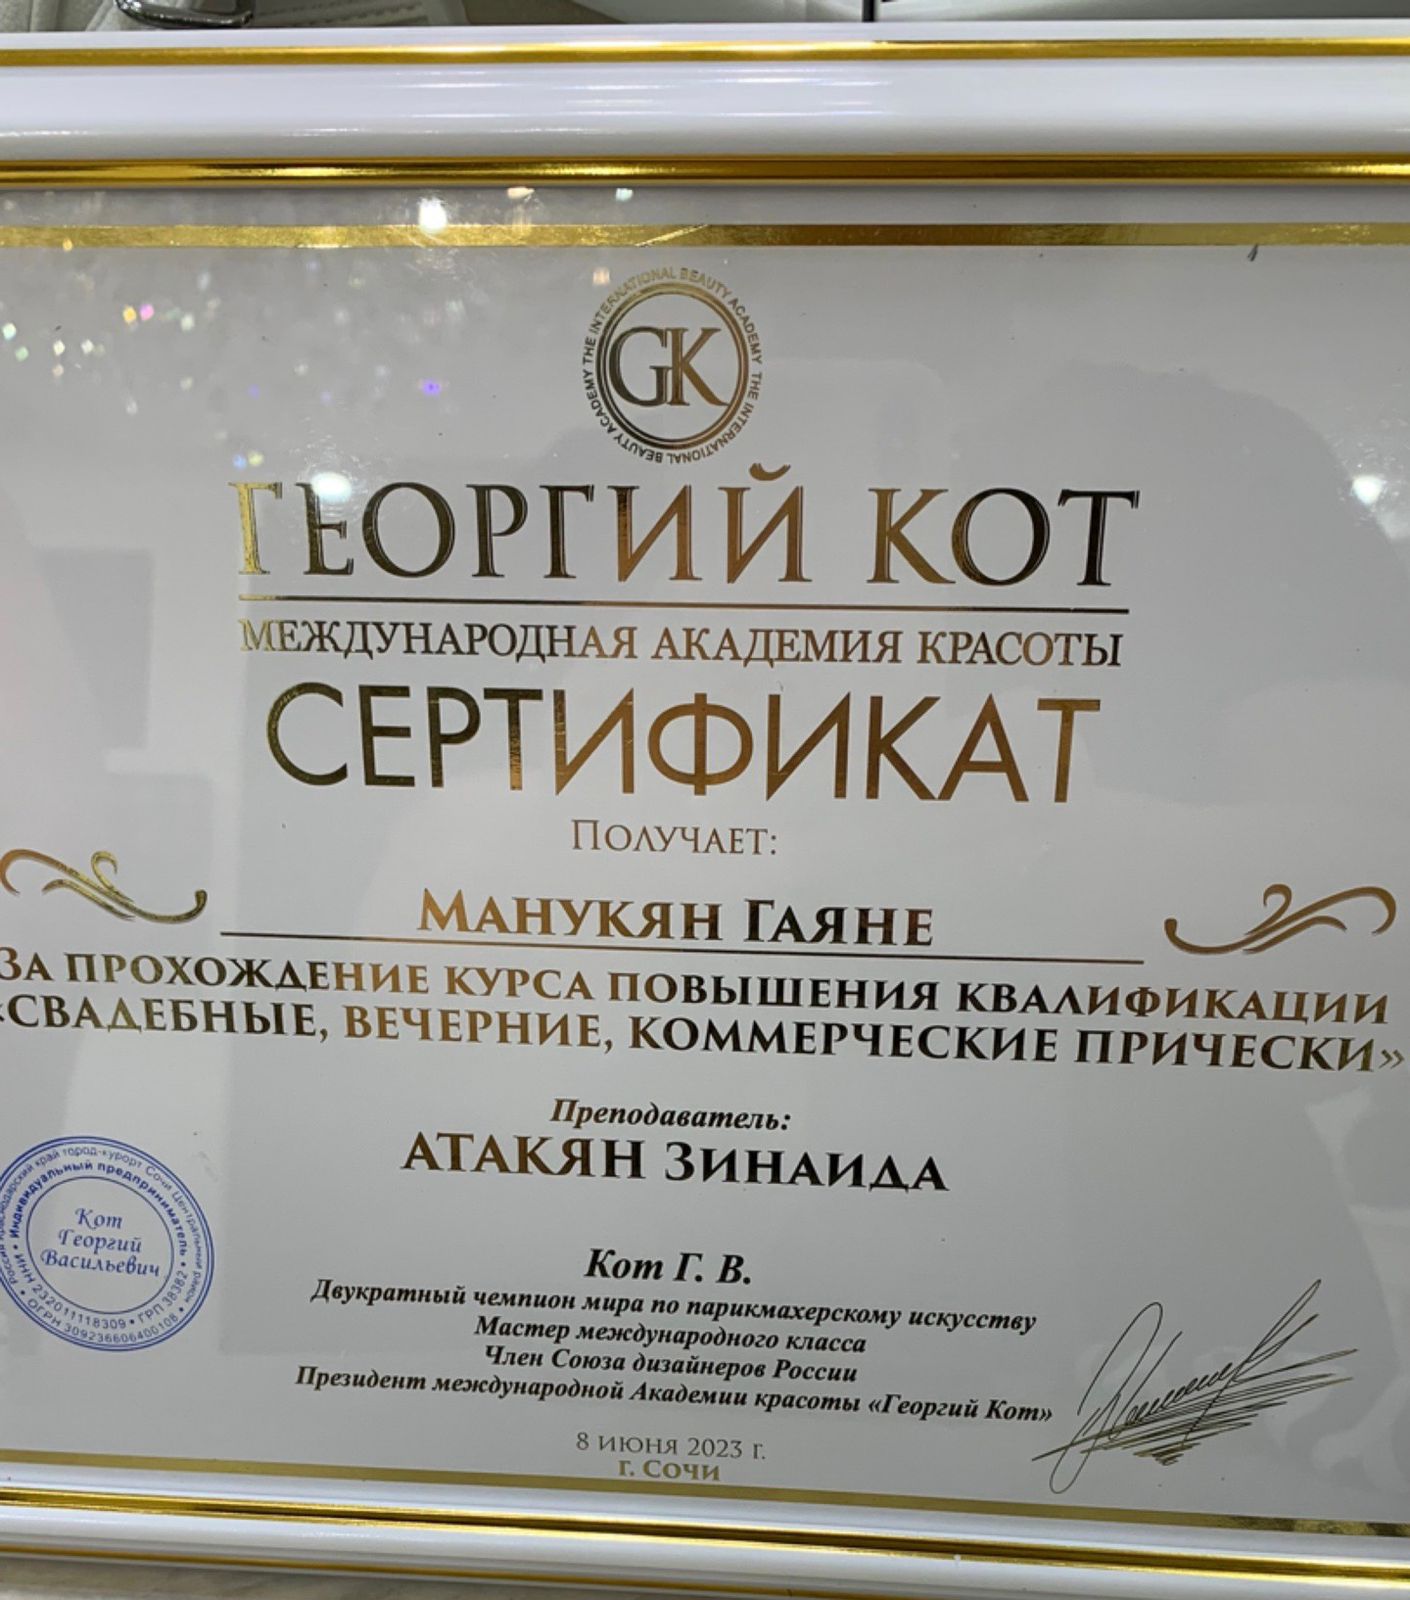 THE INTERNATIONAL BEAUTY ACADEMY THE INTERNATIONAL BEAUTY ACADEMY
GK
ГЕОРГИЙ КОТ
МЕЖДУНАРОДНАЯ АКАДЕМИЯ КРАСОТЫ
СЕРТИФИКАТ
ПОЛУЧАЕТ:
МАНУКЯН ГАЯНЕ
ЗА ПРОХОЖДЕНИЕ КУРСА ПОВЫШЕНИЯ КВАЛИФИКАЦИИ
«СВАДЕБНЫЕ, ВЕЧЕРНИЕ, КОММЕРЧЕСКИЕ ПРИЧЕСКИ»
Преподаватель:
АТАКЯН ЗИНАИДА
Краснодарский край город-курорт Сочи Центральный район
Индивидуальный предприниматель
ИНН 232011118309 • ГРП 38382
ОГРН 309236606400108
Кот
Георгий
Васильевич
Кот Г. В.
Двукратный чемпион мира по парикмахерскому искусству
Мастер международного класса
Член Союза дизайнеров России
Президент международной Академии красоты «Георгий Кот»
8 ИЮНЯ 2023 Г.
Г. СОЧИ